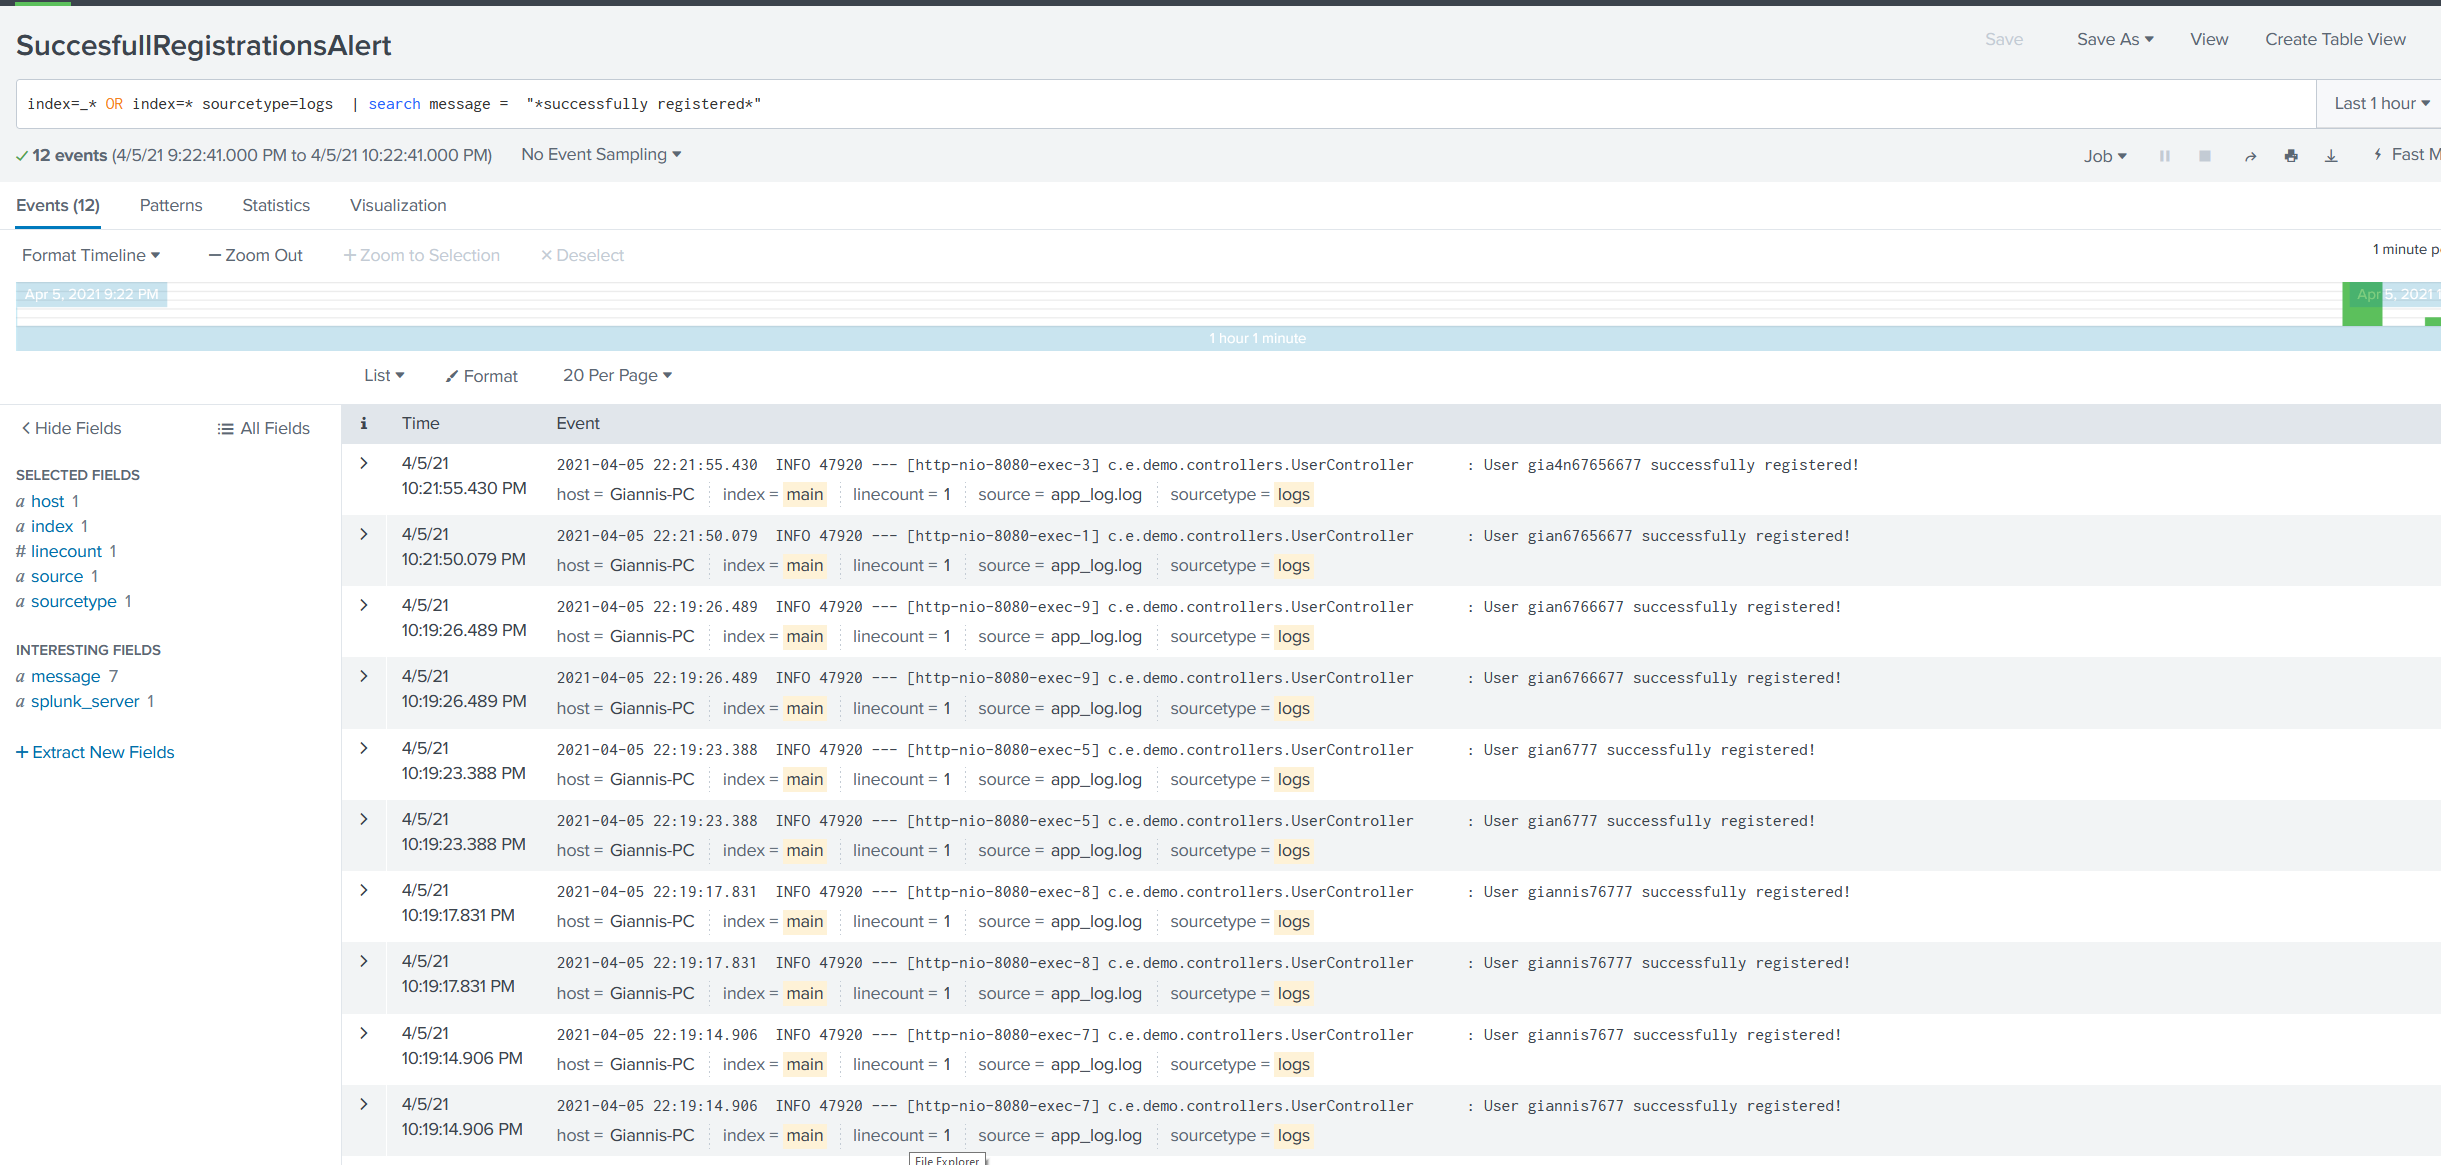 SuccesfullRegistrationsAlert
Save Save As View Create Table View
index=_* OR index=* sourcetype=logs | search message = "*successfully registered*"
Last 1 hour
12 events (4/5/21 9:22:41.000 PM to 4/5/21 10:22:41.000 PM) No Event Sampling
Job Fast M
Events (12) Patterns Statistics Visualization
Format Timeline — Zoom Out + Zoom to Selection × Deselect
1 minute p
Apr 5, 2021 9:22 PM
Apr 5, 2021 1
1 hour 1 minute
List Format 20 Per Page
< Hide Fields All Fields
SELECTED FIELDS
a host 1
a index 1
# linecount 1
a source 1
a sourcetype 1
INTERESTING FIELDS
a message 7
a splunk_server 1
+ Extract New Fields
i Time Event
4/5/21 10:21:55.430 PM
2021-04-05 22:21:55.430 INFO 47920 --- [http-nio-8080-exec-3] c.e.demo.controllers.UserController : User gia4n67656677 successfully registered!
host = Giannis-PC index = main linecount = 1 source = app_log.log sourcetype = logs
4/5/21 10:21:50.079 PM
2021-04-05 22:21:50.079 INFO 47920 --- [http-nio-8080-exec-1] c.e.demo.controllers.UserController : User gian67656677 successfully registered!
host = Giannis-PC index = main linecount = 1 source = app_log.log sourcetype = logs
4/5/21 10:19:26.489 PM
2021-04-05 22:19:26.489 INFO 47920 --- [http-nio-8080-exec-9] c.e.demo.controllers.UserController : User gian6766677 successfully registered!
host = Giannis-PC index = main linecount = 1 source = app_log.log sourcetype = logs
4/5/21 10:19:26.489 PM
2021-04-05 22:19:26.489 INFO 47920 --- [http-nio-8080-exec-9] c.e.demo.controllers.UserController : User gian6766677 successfully registered!
host = Giannis-PC index = main linecount = 1 source = app_log.log sourcetype = logs
4/5/21 10:19:23.388 PM
2021-04-05 22:19:23.388 INFO 47920 --- [http-nio-8080-exec-5] c.e.demo.controllers.UserController : User gian6777 successfully registered!
host = Giannis-PC index = main linecount = 1 source = app_log.log sourcetype = logs
4/5/21 10:19:23.388 PM
2021-04-05 22:19:23.388 INFO 47920 --- [http-nio-8080-exec-5] c.e.demo.controllers.UserController : User gian6777 successfully registered!
host = Giannis-PC index = main linecount = 1 source = app_log.log sourcetype = logs
4/5/21 10:19:17.831 PM
2021-04-05 22:19:17.831 INFO 47920 --- [http-nio-8080-exec-8] c.e.demo.controllers.UserController : User giannis76777 successfully registered!
host = Giannis-PC index = main linecount = 1 source = app_log.log sourcetype = logs
4/5/21 10:19:17.831 PM
2021-04-05 22:19:17.831 INFO 47920 --- [http-nio-8080-exec-8] c.e.demo.controllers.UserController : User giannis76777 successfully registered!
host = Giannis-PC index = main linecount = 1 source = app_log.log sourcetype = logs
4/5/21 10:19:14.906 PM
2021-04-05 22:19:14.906 INFO 47920 --- [http-nio-8080-exec-7] c.e.demo.controllers.UserController : User giannis7677 successfully registered!
host = Giannis-PC index = main linecount = 1 source = app_log.log sourcetype = logs
4/5/21 10:19:14.906 PM
2021-04-05 22:19:14.906 INFO 47920 --- [http-nio-8080-exec-7] c.e.demo.controllers.UserController : User giannis7677 successfully registered!
host = Giannis-PC index = main linecount = 1 source = app_log.log sourcetype = logs
File Explorer